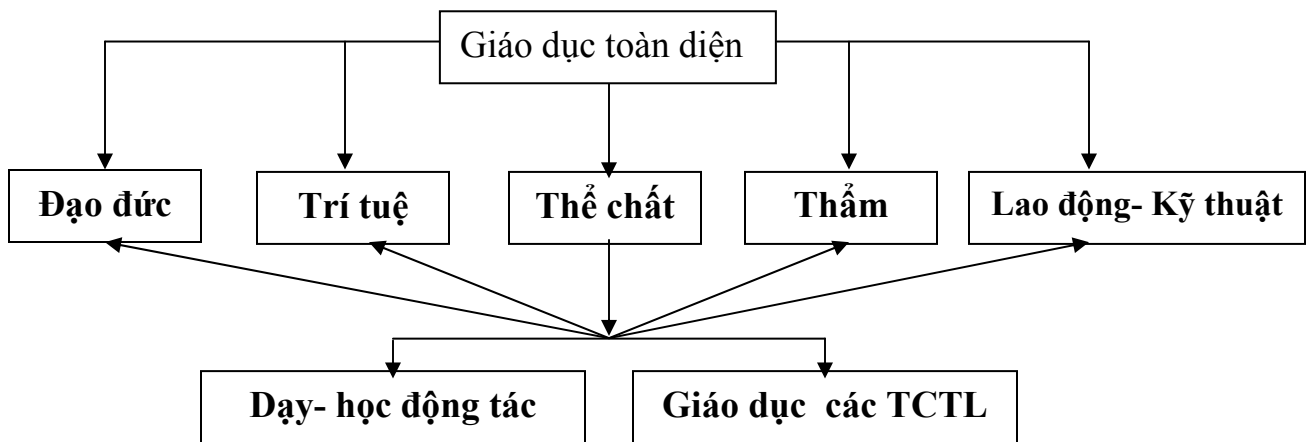 Giáo dục toàn diện
Đạo đức
Trí tuệ
Thể chất
Thẩm
Lao động- Kỹ thuật
Dạy- học động tác
Giáo dục các TCTL